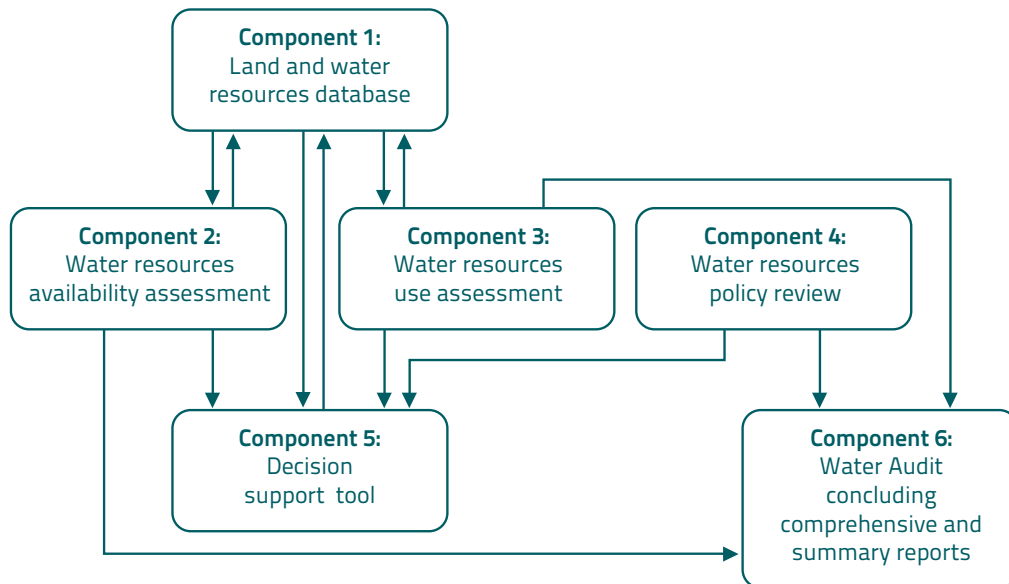 Component 1:
Land and water
resources database
Component 2:
Water resources
availability assessment
Component 3:
Water resources
use assessment
Component 4:
Water resources
policy review
Component 5:
Decision
support tool
Component 6:
Water Audit
concluding
comprehensive and
summary reports